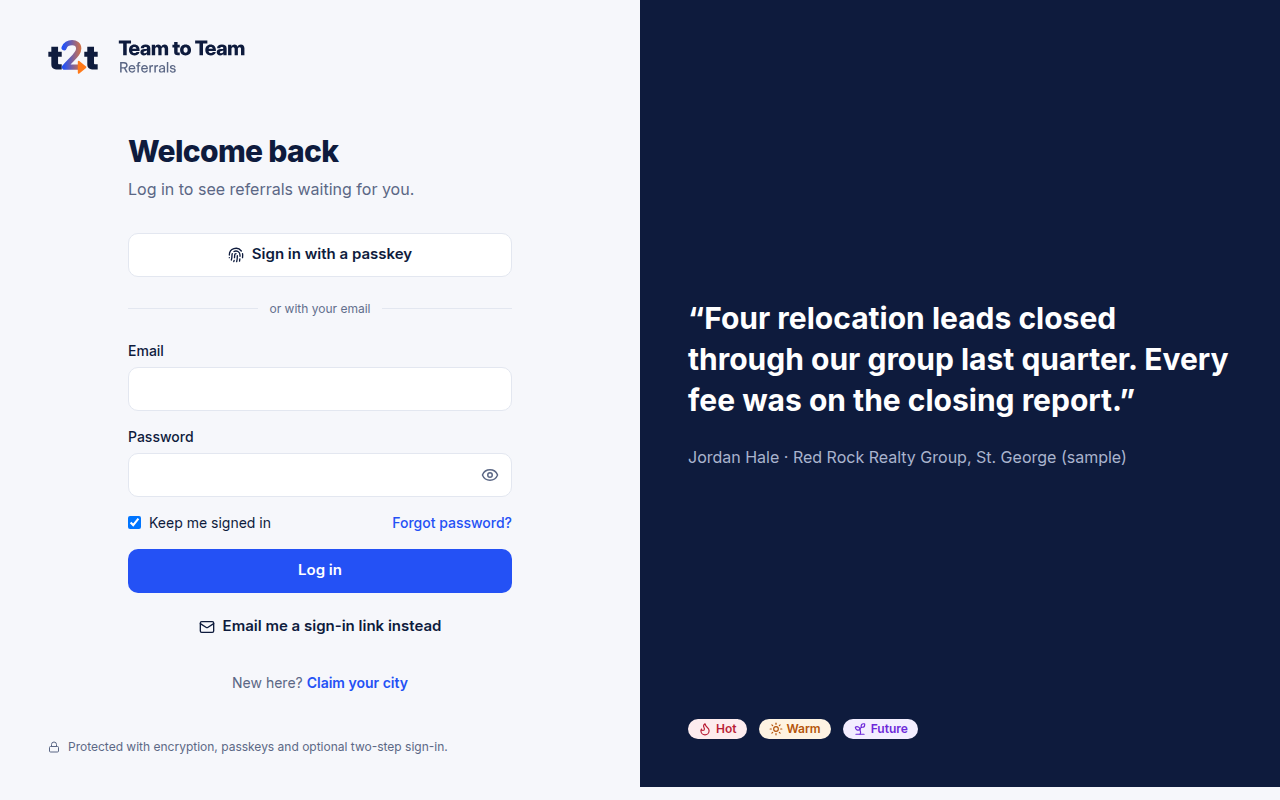 t2t
Team to Team
Referrals
Welcome back
Log in to see referrals waiting for you.
Sign in with a passkey
or with your email
Email
Password
Keep me signed in
Forgot password?
Log in
Email me a sign-in link instead
New here? Claim your city
Protected with encryption, passkeys and optional two-step sign-in.
“Four relocation leads closed
through our group last quarter. Every
fee was on the closing report.”
Jordan Hale · Red Rock Realty Group, St. George (sample)
Hot
Warm
Future